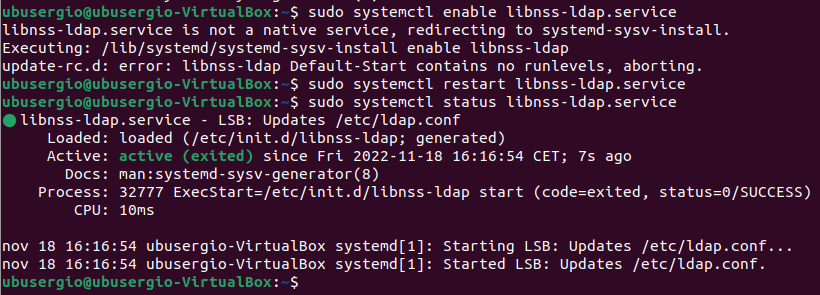 ubusergio@ubusergio-VirtualBox:~$ sudo systemctl enable libnss-ldap.service
libnss-ldap.service is not a native service, redirecting to systemd-sysv-install.
Executing: /lib/systemd/systemd-sysv-install enable libnss-ldap
update-rc.d: error: libnss-ldap Default-Start contains no runlevels, aborting.
ubusergio@ubusergio-VirtualBox:~$ sudo systemctl restart libnss-ldap.service
ubusergio@ubusergio-VirtualBox:~$ sudo systemctl status libnss-ldap.service
● libnss-ldap.service - LSB: Updates /etc/ldap.conf
     Loaded: loaded (/etc/init.d/libnss-ldap; generated)
     Active: active (exited) since Fri 2022-11-18 16:16:54 CET; 7s ago
       Docs: man:systemd-sysv-generator(8)
    Process: 32777 ExecStart=/etc/init.d/libnss-ldap start (code=exited, status=0/SUCCESS)
        CPU: 10ms

nov 18 16:16:54 ubusergio-VirtualBox systemd[1]: Starting LSB: Updates /etc/ldap.conf...
nov 18 16:16:54 ubusergio-VirtualBox systemd[1]: Started LSB: Updates /etc/ldap.conf.
ubusergio@ubusergio-VirtualBox:~$